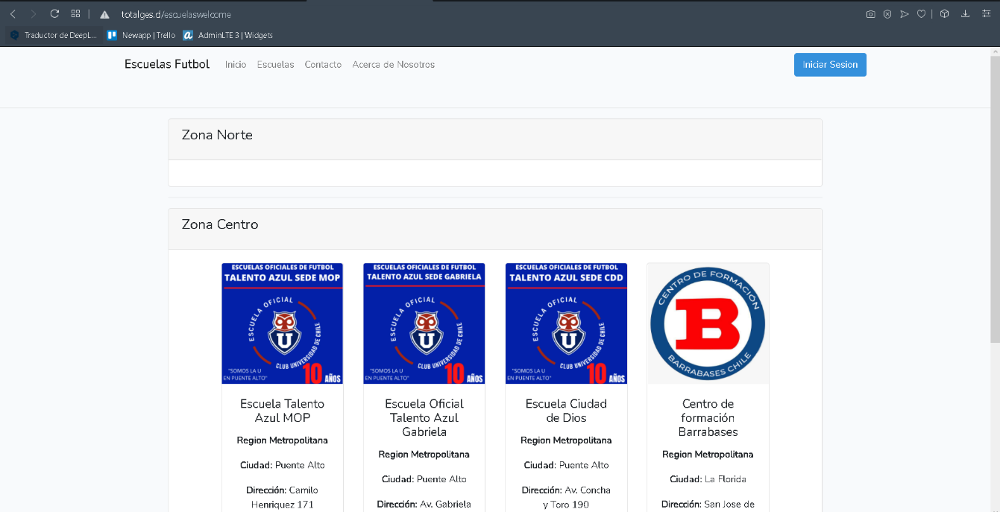 totalges.d/escuelaswelcome
Traductor de DeepL...
Newapp | Trello
AdminLTE 3 | Widgets
Escuelas Futbol
Inicio
Escuelas
Contacto
Acerca de Nosotros
Iniciar Sesion
Zona Norte
Zona Centro
ESCUELAS OFICIALES DE FUTBOL
TALENTO AZUL SEDE MOP
ESCUELA OFICIAL
U
CLUB UNIVERSIDAD DE CHILE
"SOMOS LA U
EN PUENTE ALTO"
10 AÑOS
Escuela Talento
Azul MOP
Region Metropolitana
Ciudad: Puente Alto
Dirección: Camilo
Henriquez 171
ESCUELAS OFICIALES DE FUTBOL
TALENTO AZUL SEDE GABRIELA
ESCUELA OFICIAL
U
CLUB UNIVERSIDAD DE CHILE
"SOMOS LA U
EN PUENTE ALTO"
10 AÑOS
Escuela Oficial
Talento Azul
Gabriela
Region Metropolitana
Ciudad: Puente Alto
Dirección: Av. Gabriela
ESCUELAS OFICIALES DE FUTBOL
TALENTO AZUL SEDE CDD
ESCUELA OFICIAL
U
CLUB UNIVERSIDAD DE CHILE
"SOMOS LA U
EN PUENTE ALTO"
10 AÑOS
Escuela Ciudad
de Dios
Region Metropolitana
Ciudad: Puente Alto
Dirección: Av. Concha
y Toro 190
CENTRO DE FORMACIÓN
B
BARRABASES CHILE
Centro de
formación
Barrabases
Region Metropolitana
Ciudad: La Florida
Dirección: San Jose de